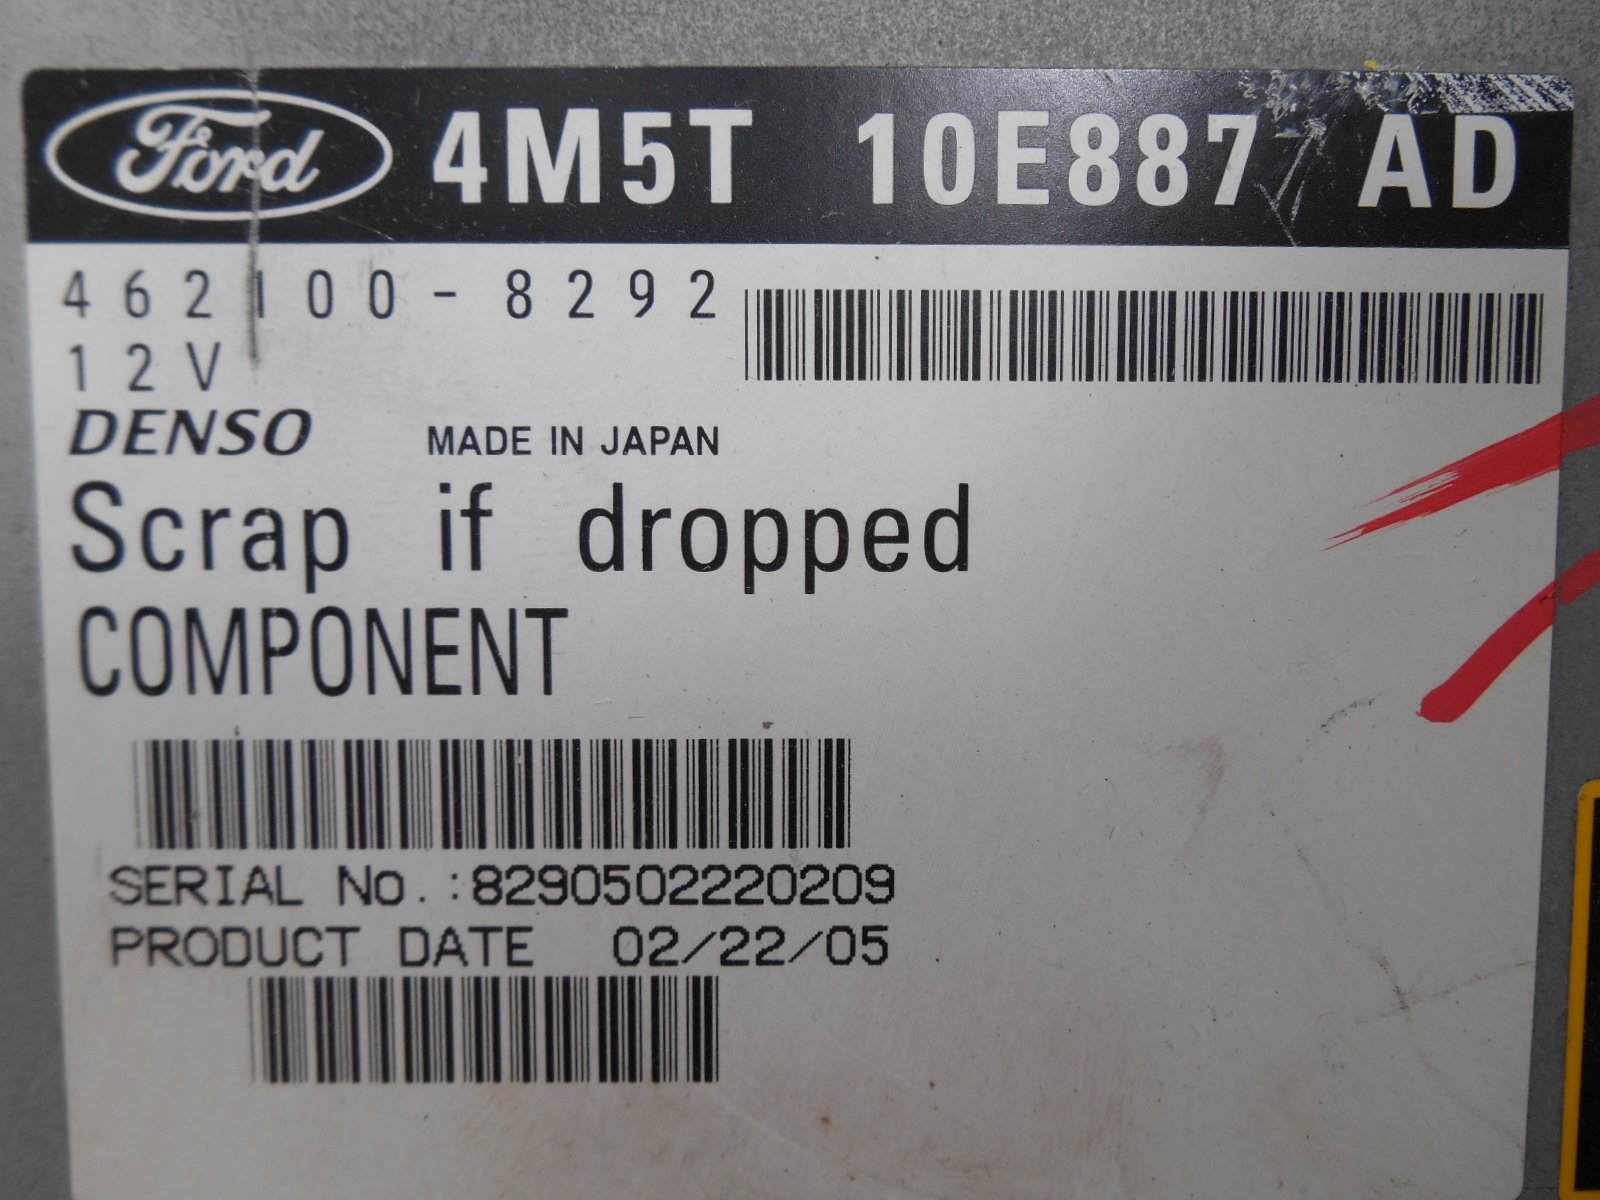 Ford 4M5T 10E887 AD
462100-8292
12V
DENSO MADE IN JAPAN
Scrap if dropped
COMPONENT
SERIAL No.:8290502220209
PRODUCT DATE 02/22/05